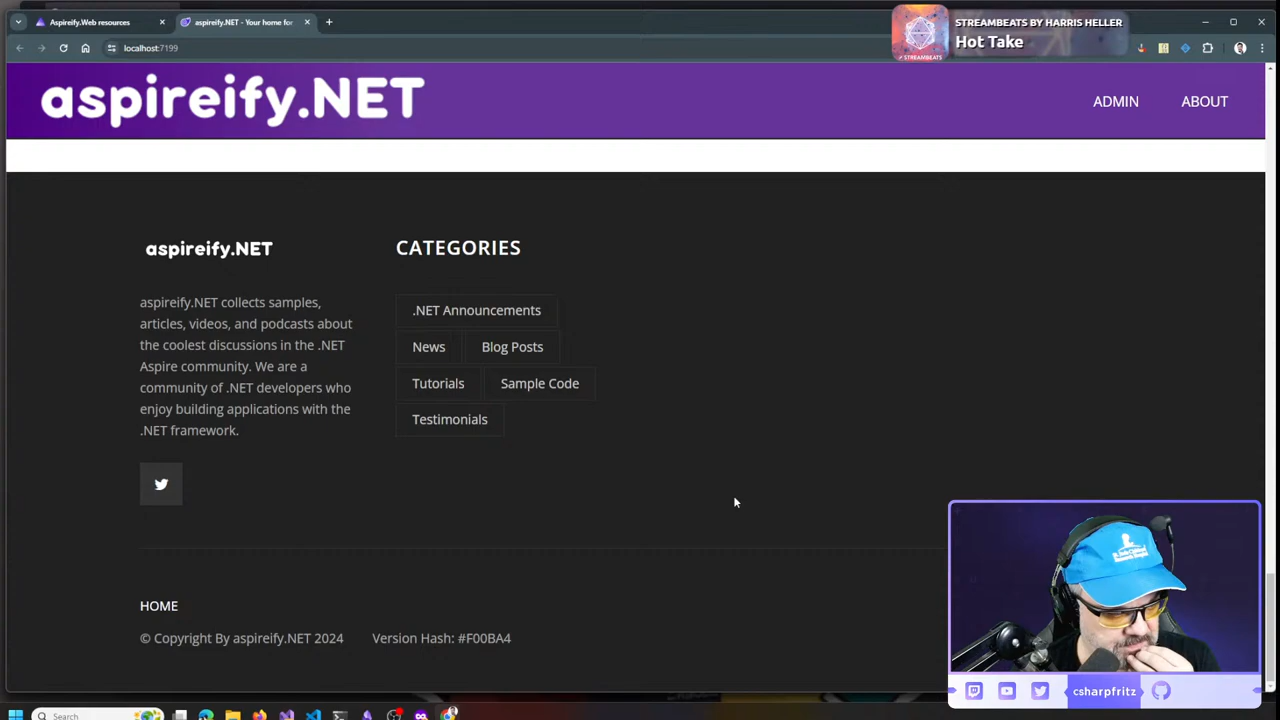 Aspireify.Web resources
aspireify.NET - Your home for
STREAMBEATS BY HARRIS HELLER
Hot Take
STREAMBEATS
localhost:7199
aspireify.NET
ADMIN
ABOUT
aspireify.NET
aspireify.NET collects samples,
articles, videos, and podcasts about
the coolest discussions in the .NET
Aspire community. We are a
community of .NET developers who
enjoy building applications with the
.NET framework.
CATEGORIES
.NET Announcements
News
Blog Posts
Tutorials
Sample Code
Testimonials
HOME
© Copyright By aspireify.NET 2024
Version Hash: #F00BA4
csharpfritz
Search